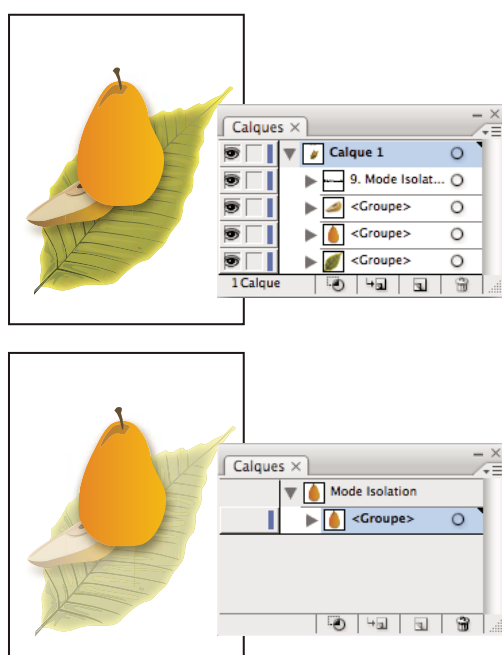 Calques ×
Calque 1
9. Mode Isolat...
<Groupe>
<Groupe>
<Groupe>
1 Calque
Calques ×
Mode Isolation
<Groupe>